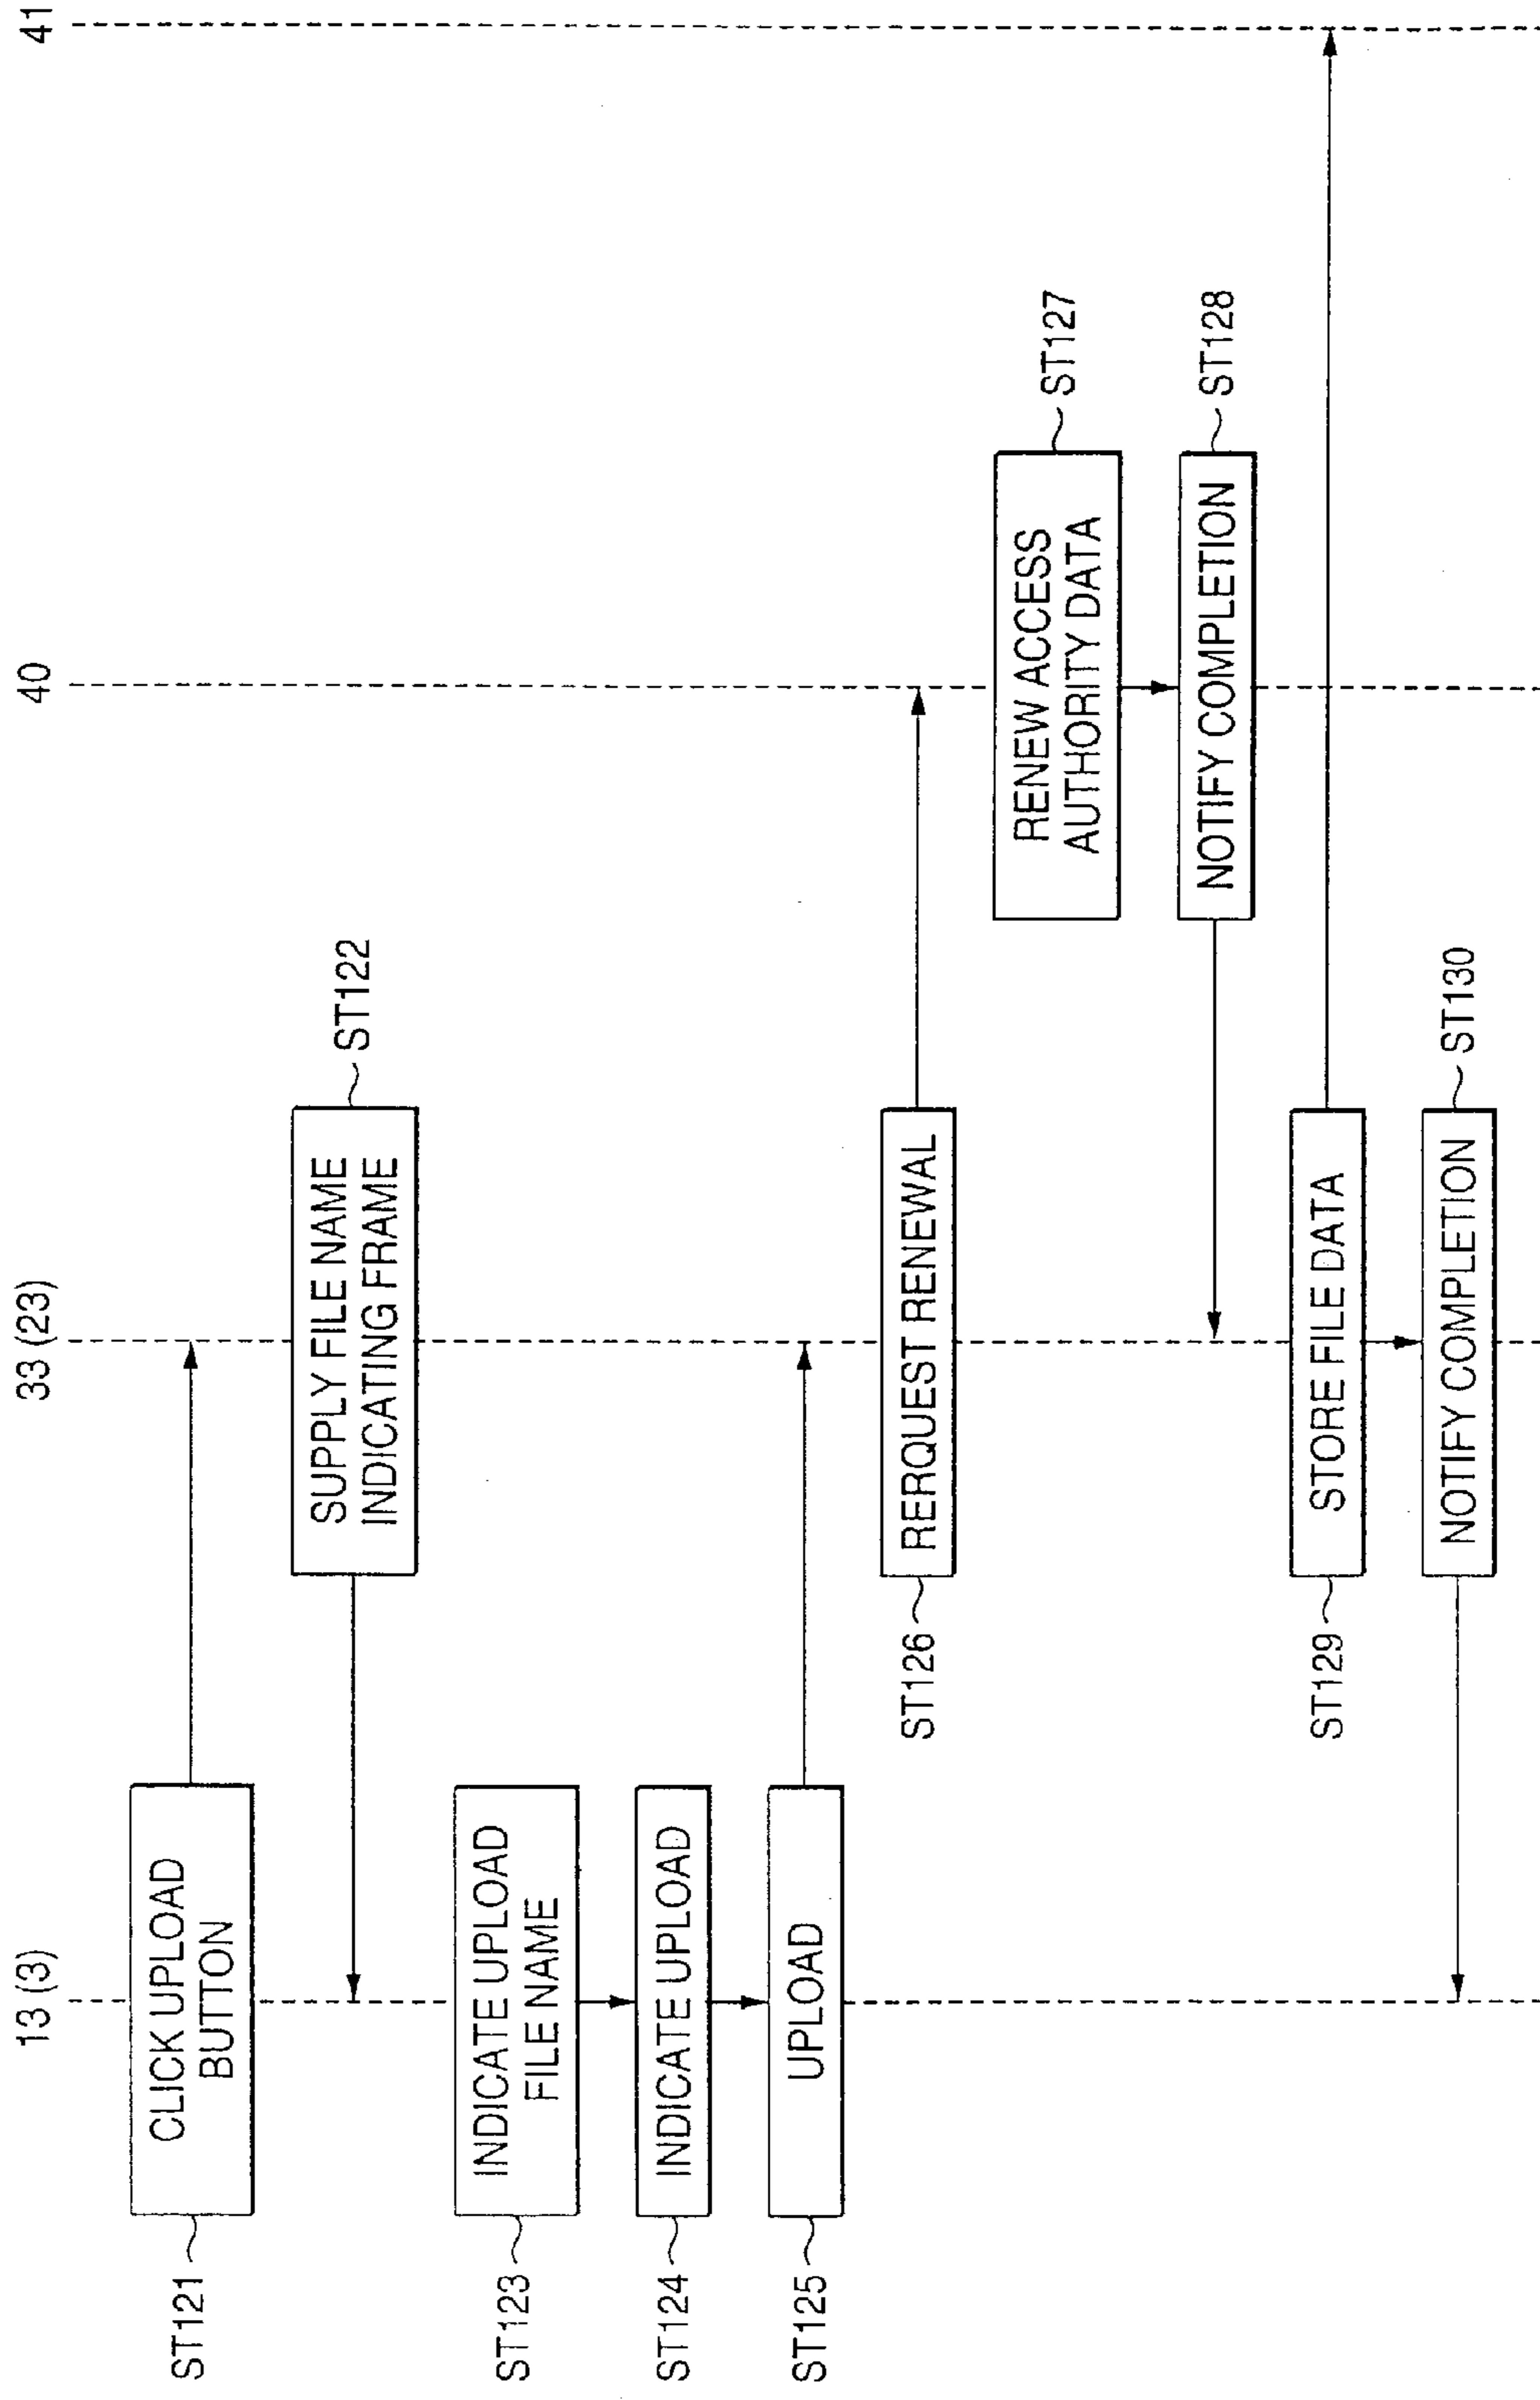 13 (3)
33 (23)
40
41
ST121
CLICK UPLOAD
BUTTON
SUPPLY FILE NAME
INDICATING FRAME
ST122
ST123
INDICATE UPLOAD
FILE NAME
ST124
INDICATE UPLOAD
ST125
UPLOAD
ST126
RERQUEST RENEWAL
RENEW ACCESS
AUTHORITY DATA
ST127
NOTIFY COMPLETION
ST128
ST129
STORE FILE DATA
NOTIFY COMPLETION
ST130